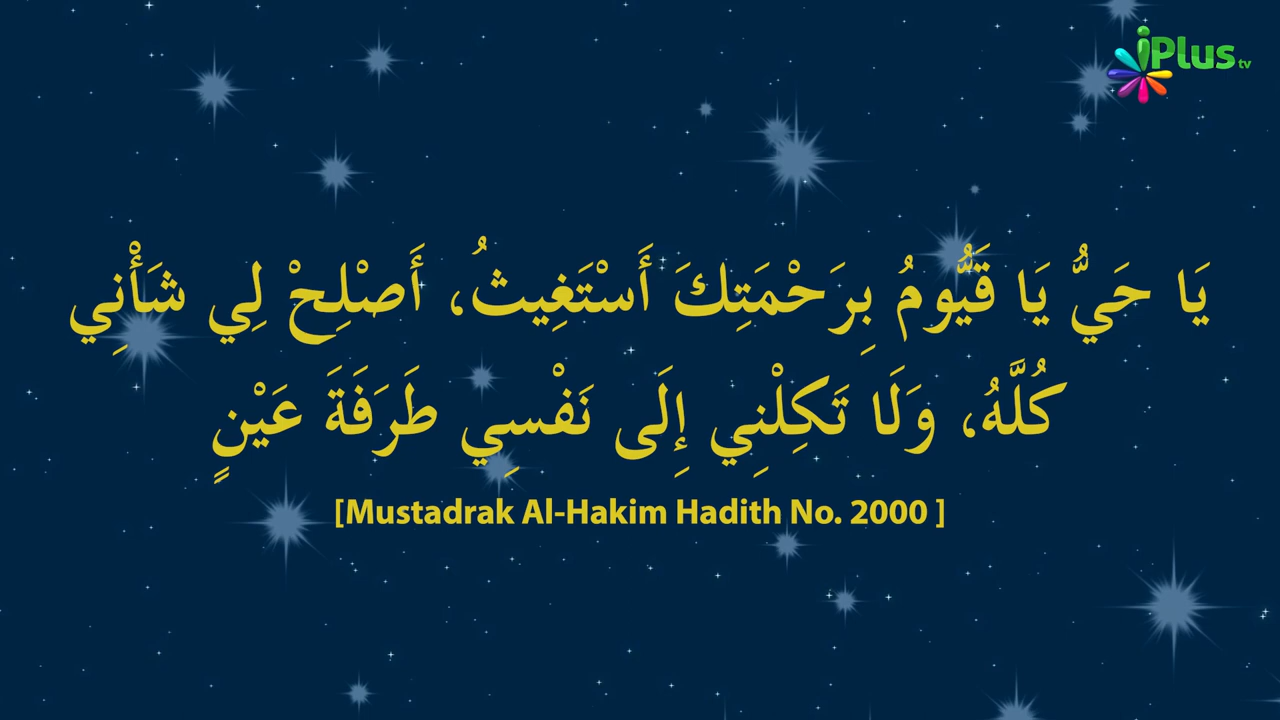 iPlus tv
يَا حَيُّ يَا قَيُّومُ بِرَحْمَتِكَ أَسْتَغِيثُ، أَصْلِحْ لِي شَأْنِي
كُلَّهُ، وَلَا تَكِلْنِي إِلَى نَفْسِي طَرَفَةَ عَيْنٍ
[Mustadrak Al-Hakim Hadith No. 2000 ]